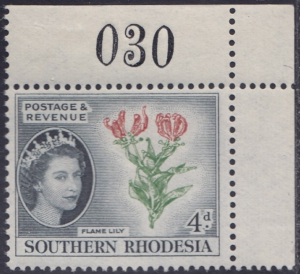 030
POSTAGE &
REVENUE
FLAME LILY
4d.
SOUTHERN RHODESIA